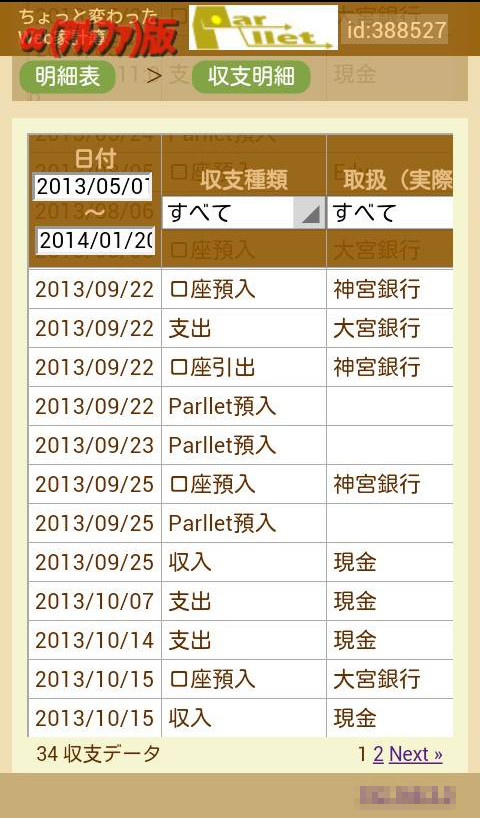 ちょっと変わった
Web家計簿
α(アルファ)版
Parllet
id:388527
現金
明細表 > 収支明細
日付 収支種類 取扱（実際
2013/05/01 すべて すべて
～
2014/01/20
2013/09/22 口座預入 神宮銀行
2013/09/22 支出 大宮銀行
2013/09/22 口座引出 神宮銀行
2013/09/22 Parllet預入
2013/09/23 Parllet預入
2013/09/25 口座預入 神宮銀行
2013/09/25 Parllet預入
2013/09/25 収入 現金
2013/10/07 支出 現金
2013/10/14 支出 現金
2013/10/15 口座預入 大宮銀行
2013/10/15 収入 現金
34 収支データ 1 2 Next »